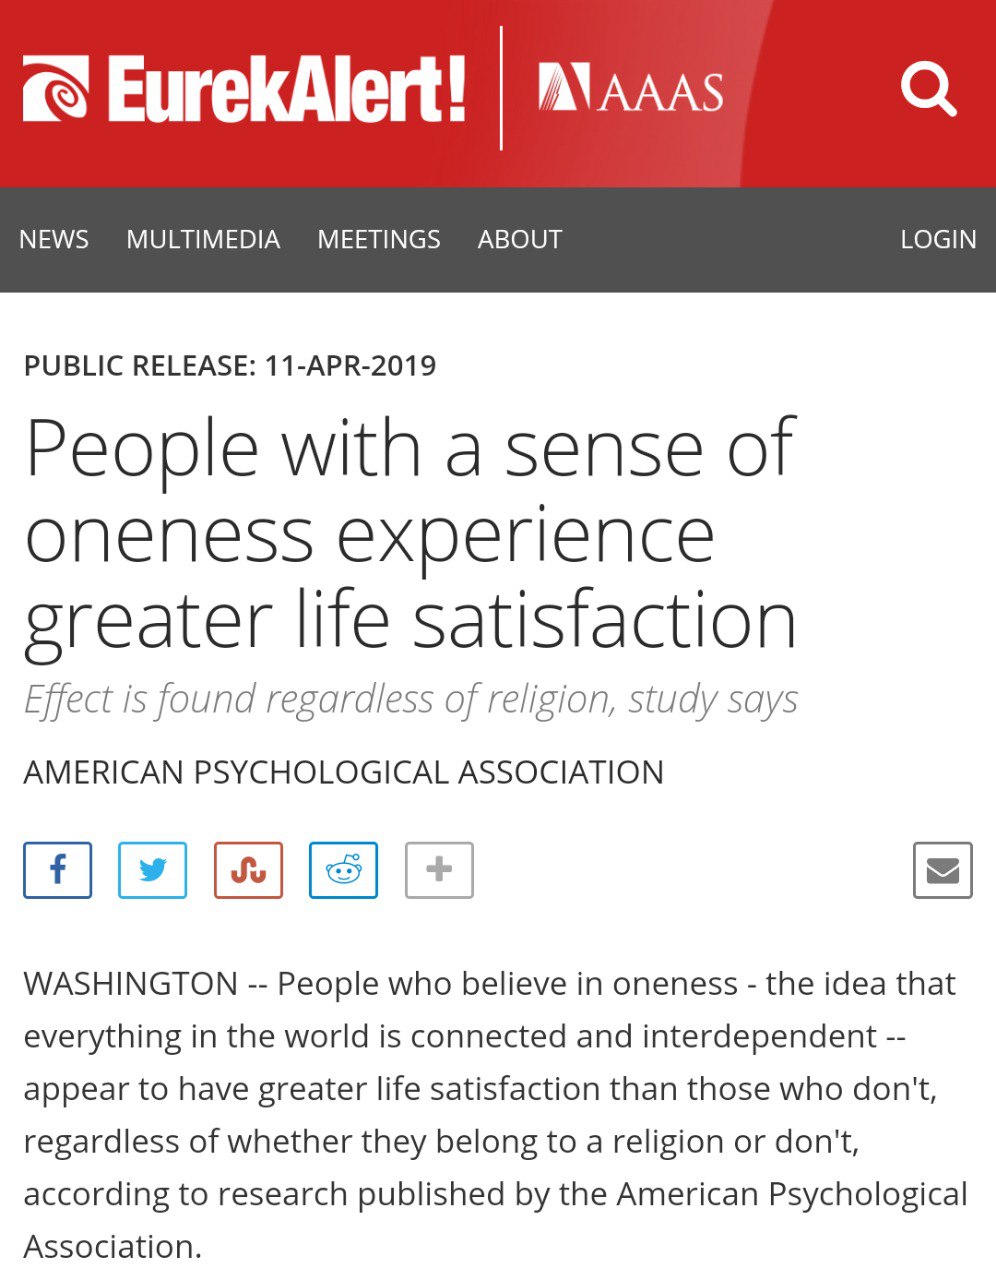 EurekAlert!
AAAS
NEWS MULTIMEDIA MEETINGS ABOUT LOGIN
PUBLIC RELEASE: 11-APR-2019
People with a sense of
oneness experience
greater life satisfaction
Effect is found regardless of religion, study says
AMERICAN PSYCHOLOGICAL ASSOCIATION
WASHINGTON -- People who believe in oneness - the idea that
everything in the world is connected and interdependent --
appear to have greater life satisfaction than those who don't,
regardless of whether they belong to a religion or don't,
according to research published by the American Psychological
Association.